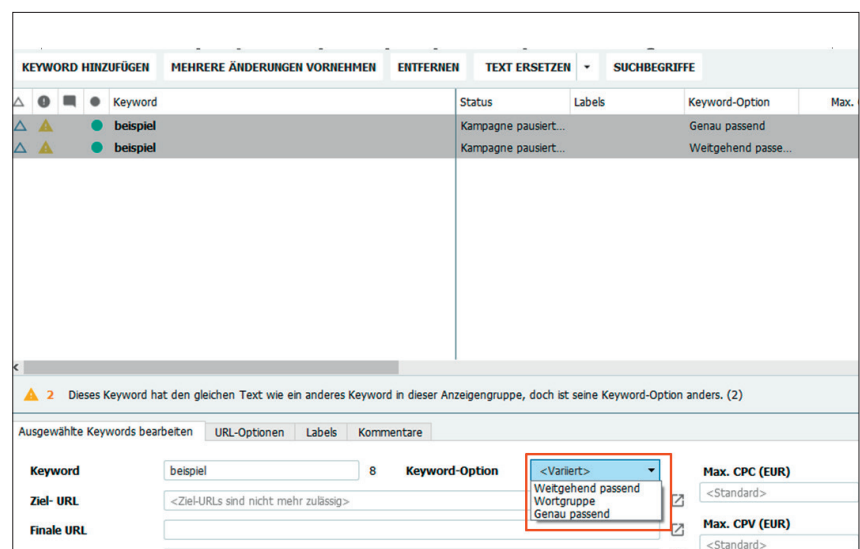 KEYWORD HINZUFÜGEN MEHRERE ÄNDERUNGEN VORNEHMEN ENTFERNEN TEXT ERSETZEN SUCHBEGRIFFE
Keyword Status Labels Keyword-Option Max.
beispiel Kampagne pausiert... Genau passend
beispiel Kampagne pausiert... Weitgehend passe...
2 Dieses Keyword hat den gleichen Text wie ein anderes Keyword in dieser Anzeigengruppe, doch ist seine Keyword-Option anders. (2)
Ausgewählte Keywords bearbeiten URL-Optionen Labels Kommentare
Keyword beispiel 8 Keyword-Option <Variiert> Max. CPC (EUR)
Weitgehend passend
<Standard>
Ziel- URL <Ziel-URLs sind nicht mehr zulässig> Wortgruppe
Genau passend
Finale URL Max. CPV (EUR)
<Standard>